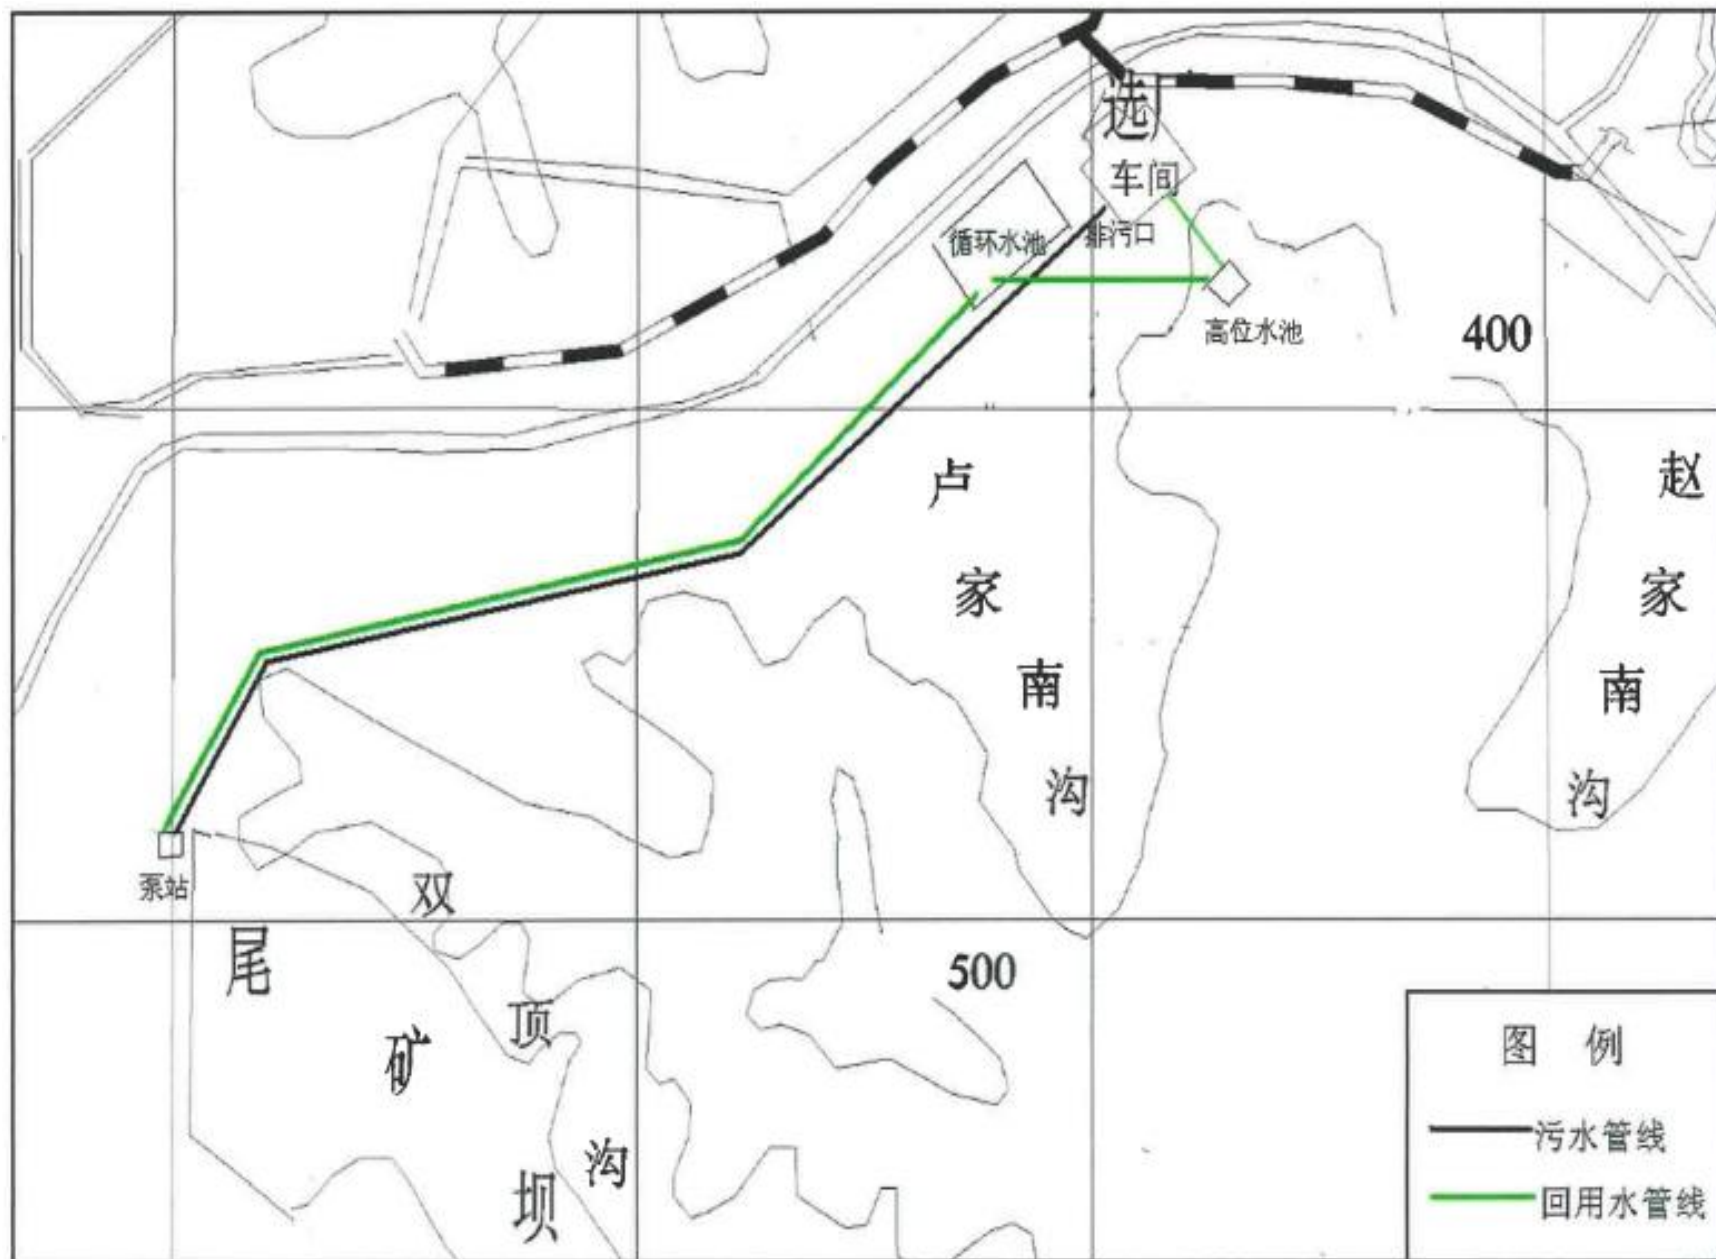 选厂
车间
循环水池
排污口
高位水池
400
卢家南沟
赵家南沟
泵站
双顶沟
尾矿坝
500
图 例
污水管线
回用水管线